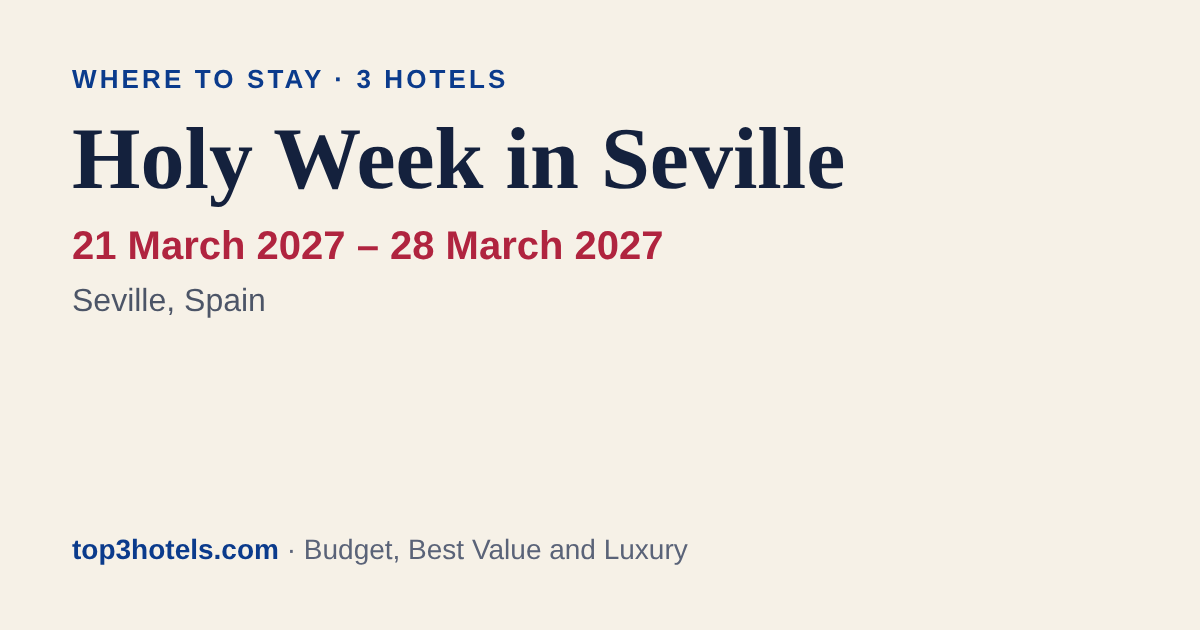 WHERE TO STAY · 3 HOTELS
Holy Week in Seville
21 March 2027 – 28 March 2027
Seville, Spain
top3hotels.com · Budget, Best Value and Luxury